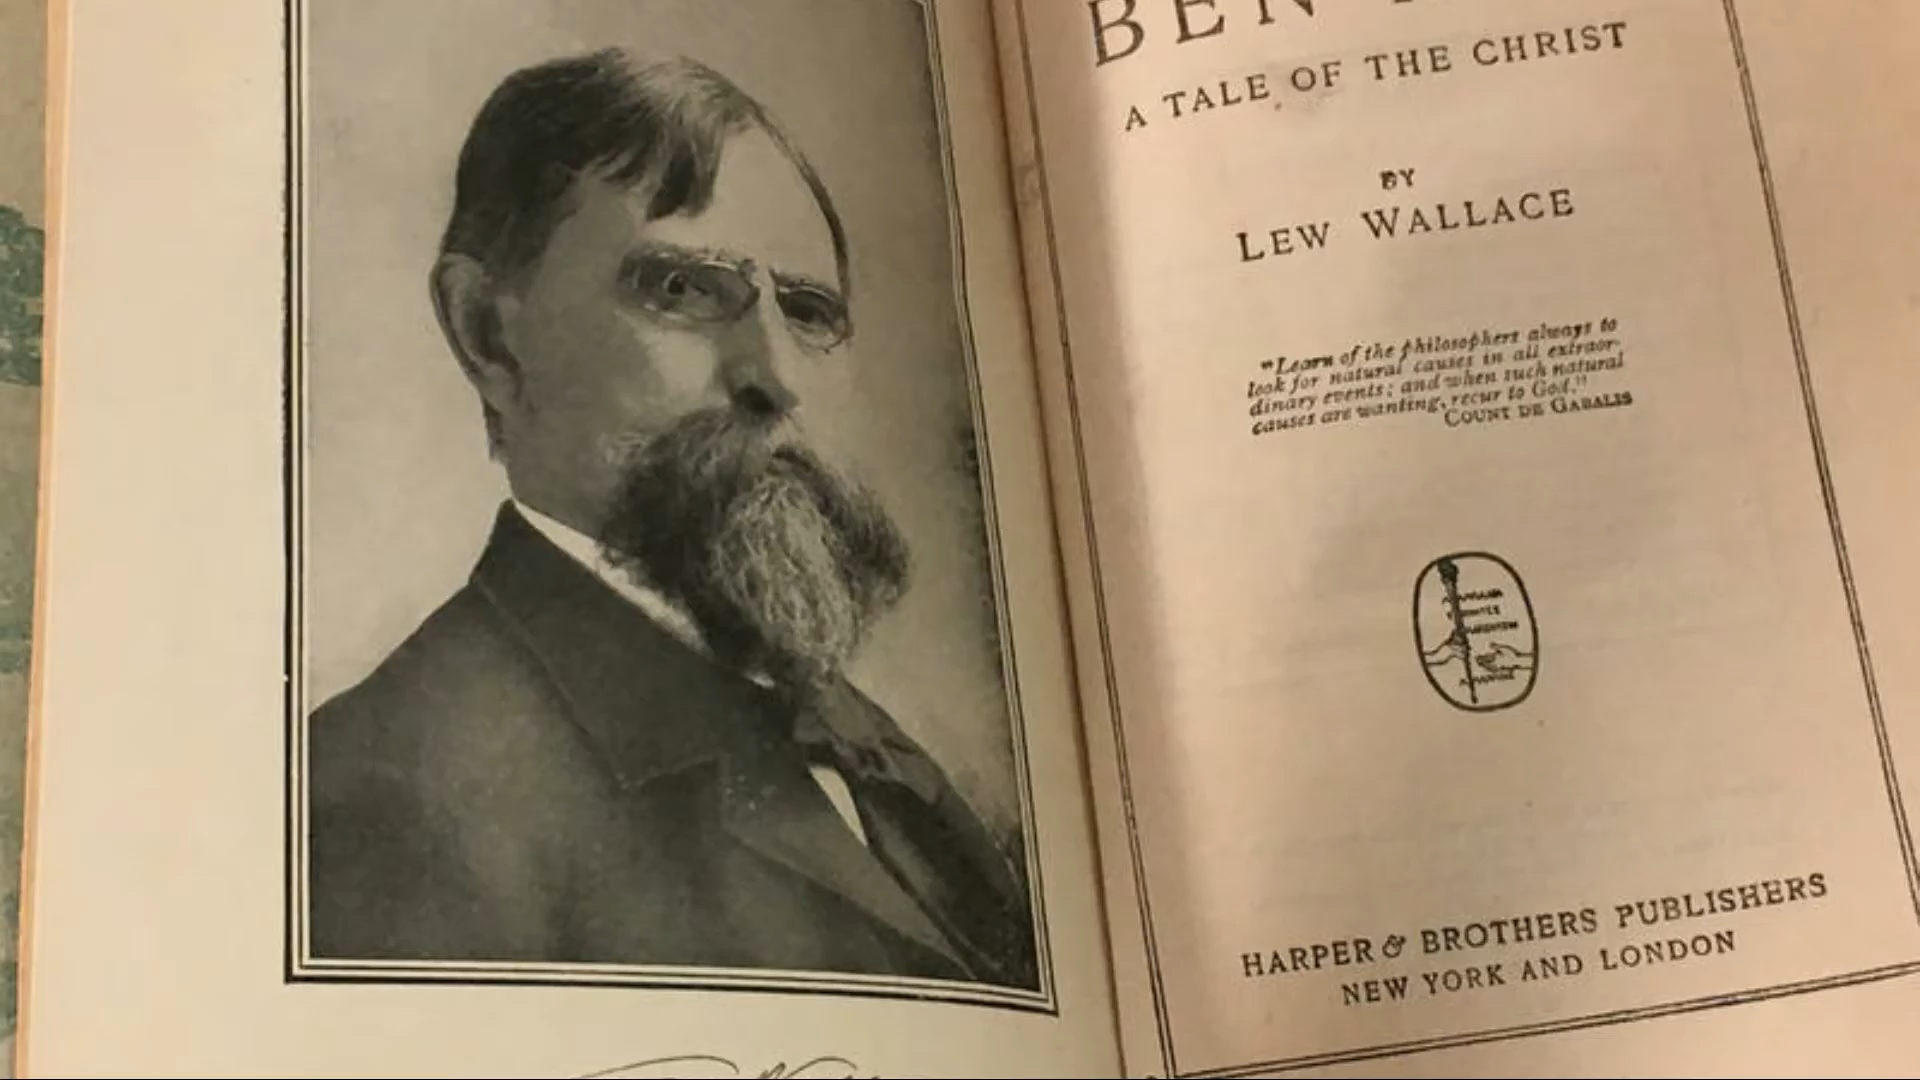 BEN
A TALE OF THE CHRIST
BY
LEW WALLACE
"Learn of the philosophers always to
look for natural causes in all extraor-
dinary events; and when such natural
causes are wanting, recur to God."
COUNT DE GABALIS
HARPER & BROTHERS PUBLISHERS
NEW YORK AND LONDON